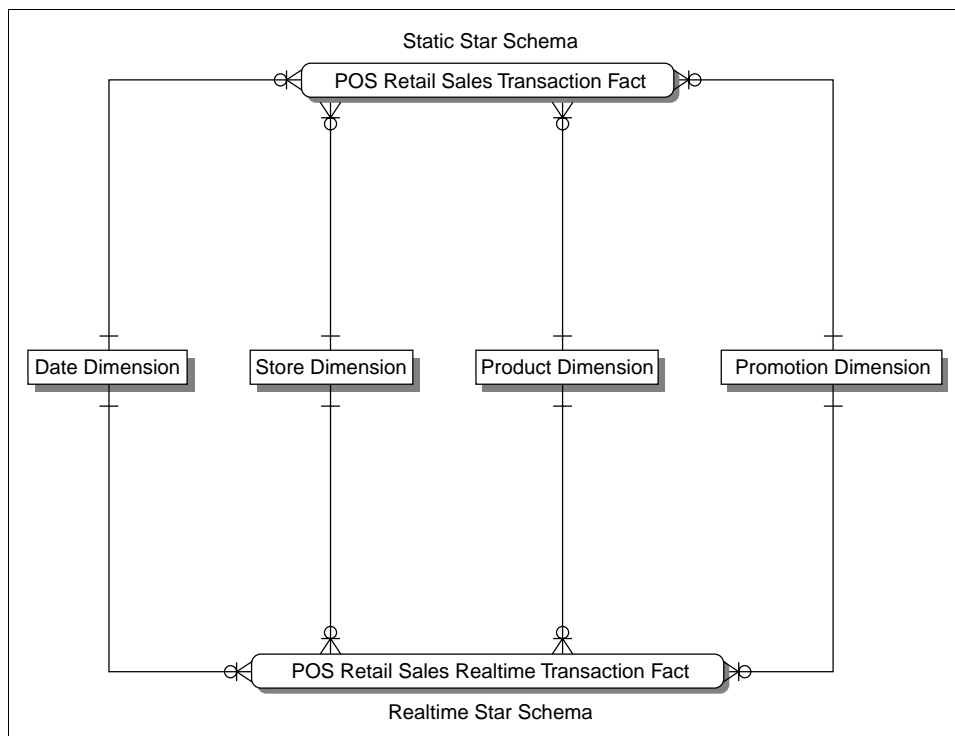 Static Star Schema
POS Retail Sales Transaction Fact
Date Dimension
Store Dimension
Product Dimension
Promotion Dimension
POS Retail Sales Realtime Transaction Fact
Realtime Star Schema